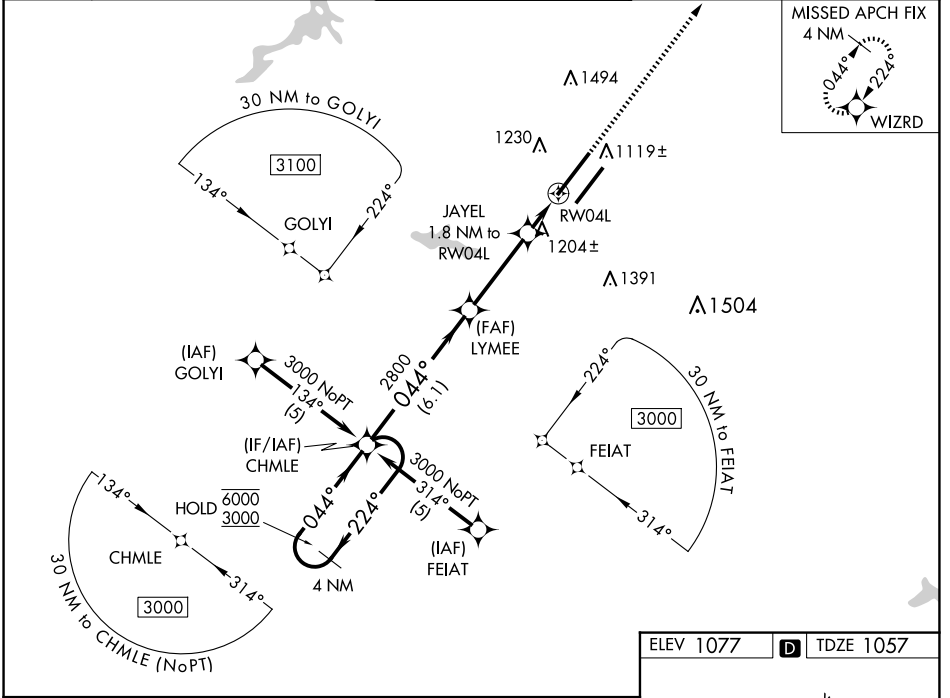 MISSED APCH FIX
4 NM
044°
224°
WIZRD
1494
30 NM to GOLYI
3100
134°
224°
GOLYI
1230
1119±
JAYEL
1.8 NM to
RW04L
RW04L
1204±
1391
1504
(FAF)
LYMEE
(IAF)
GOLYI
3000 NoPT
134°
(5)
2800
044°
(6.1)
224°
30 NM to FEIAT
3000
FEIAT
314°
(IF/IAF)
CHMLE
3000 NoPT
314°
(5)
HOLD
6000
3000
044°
224°
(IAF)
FEIAT
4 NM
134°
CHMLE
314°
3000
30 NM to CHMLE (NoPT)
ELEV 1077
D
TDZE 1057